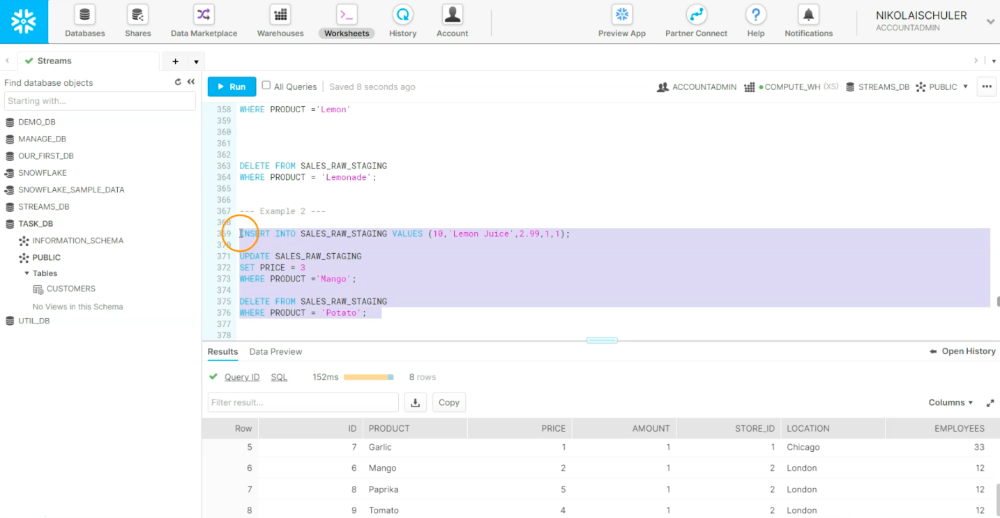 Databases Shares Data Marketplace Warehouses Worksheets History Account Preview App Partner Connect Help Notifications NIKOLAISCHULER
ACCOUNTADMIN
Streams
Find database objects
Starting with...
DEMO_DB
MANAGE_DB
OUR_FIRST_DB
SNOWFLAKE
SNOWFLAKE_SAMPLE_DATA
STREAMS_DB
TASK_DB
INFORMATION_SCHEMA
PUBLIC
Tables
CUSTOMERS
No Views in this Schema
UTIL_DB
Run All Queries Saved 8 seconds ago ACCOUNTADMIN COMPUTE_WH (XS) STREAMS_DB PUBLIC
358 WHERE PRODUCT ='Lemon'
359
360
361
362
363 DELETE FROM SALES_RAW_STAGING
364 WHERE PRODUCT = 'Lemonade';
365
366
367 --- Example 2 ---
368
369 INSERT INTO SALES_RAW_STAGING VALUES (10,'Lemon Juice',2.99,1,1);
370
371 UPDATE SALES_RAW_STAGING
372 SET PRICE = 3
373 WHERE PRODUCT ='Mango';
374
375 DELETE FROM SALES_RAW_STAGING
376 WHERE PRODUCT = 'Potato';
377
378
Results Data Preview Open History
Query ID SQL 152ms 8 rows
Filter result... Copy Columns
Row ID PRODUCT PRICE AMOUNT STORE_ID LOCATION EMPLOYEES
5 7 Garlic 1 1 1 Chicago 33
6 6 Mango 2 1 2 London 12
7 8 Paprika 5 1 2 London 12
8 9 Tomato 4 1 2 London 12